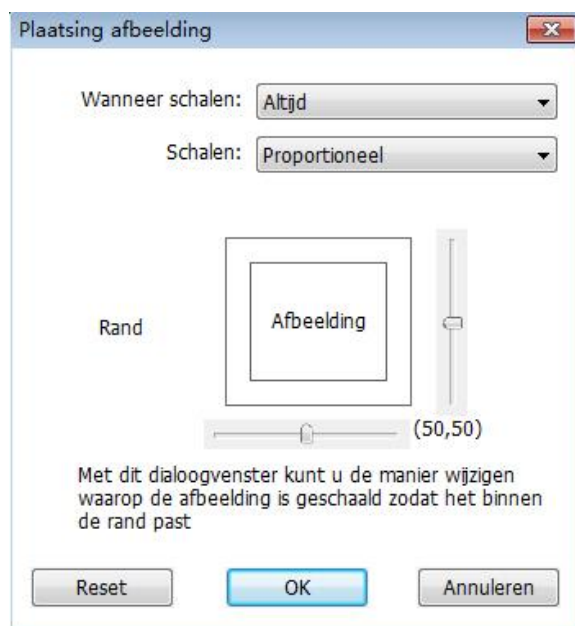 Plaatsing afbeelding
Wanneer schalen: Altijd
Schalen: Proportioneel
Rand
Afbeelding
(50,50)
Met dit dialoogvenster kunt u de manier wijzigen
waarop de afbeelding is geschaald zodat het binnen
de rand past
Reset OK Annuleren